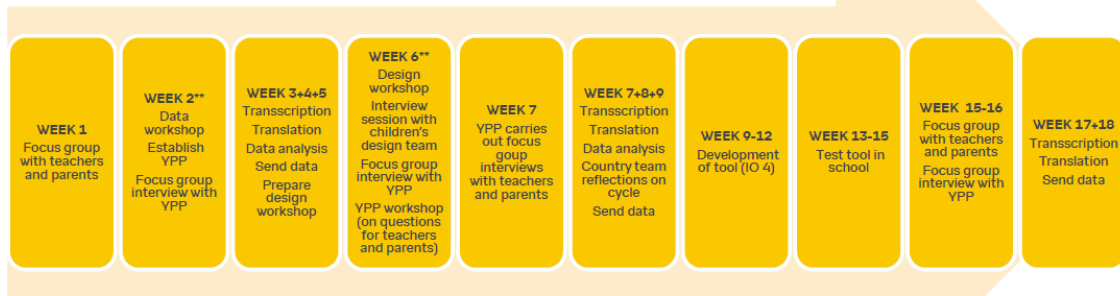 WEEK 1
Focus group
with teachers
and parents
WEEK 2**
Data
workshop
Establish
YPP
Focus group
interview with
YPP
WEEK 3+4+5
Transscription
Translation
Data analysis
Send data
Prepare
design
workshop
WEEK 6**
Design
workshop
Interview
session with
children's
design team
Focus group
interview with
YPP
YPP workshop
(on questions
for teachers
and parents)
WEEK 7
YPP carries
out focus
goup
interviews
with teachers
and parents
WEEK 7+8+9
Transscription
Translation
Data analysis
Country team
reflections on
cycle
Send data
WEEK 9-12
Development
of tool (IO 4)
WEEK 13-15
Test tool in
school
WEEK 15-16
Focus group
with teachers
and parents
Focus group
interview with
YPP
WEEK 17+18
Transscription
Translation
Send data